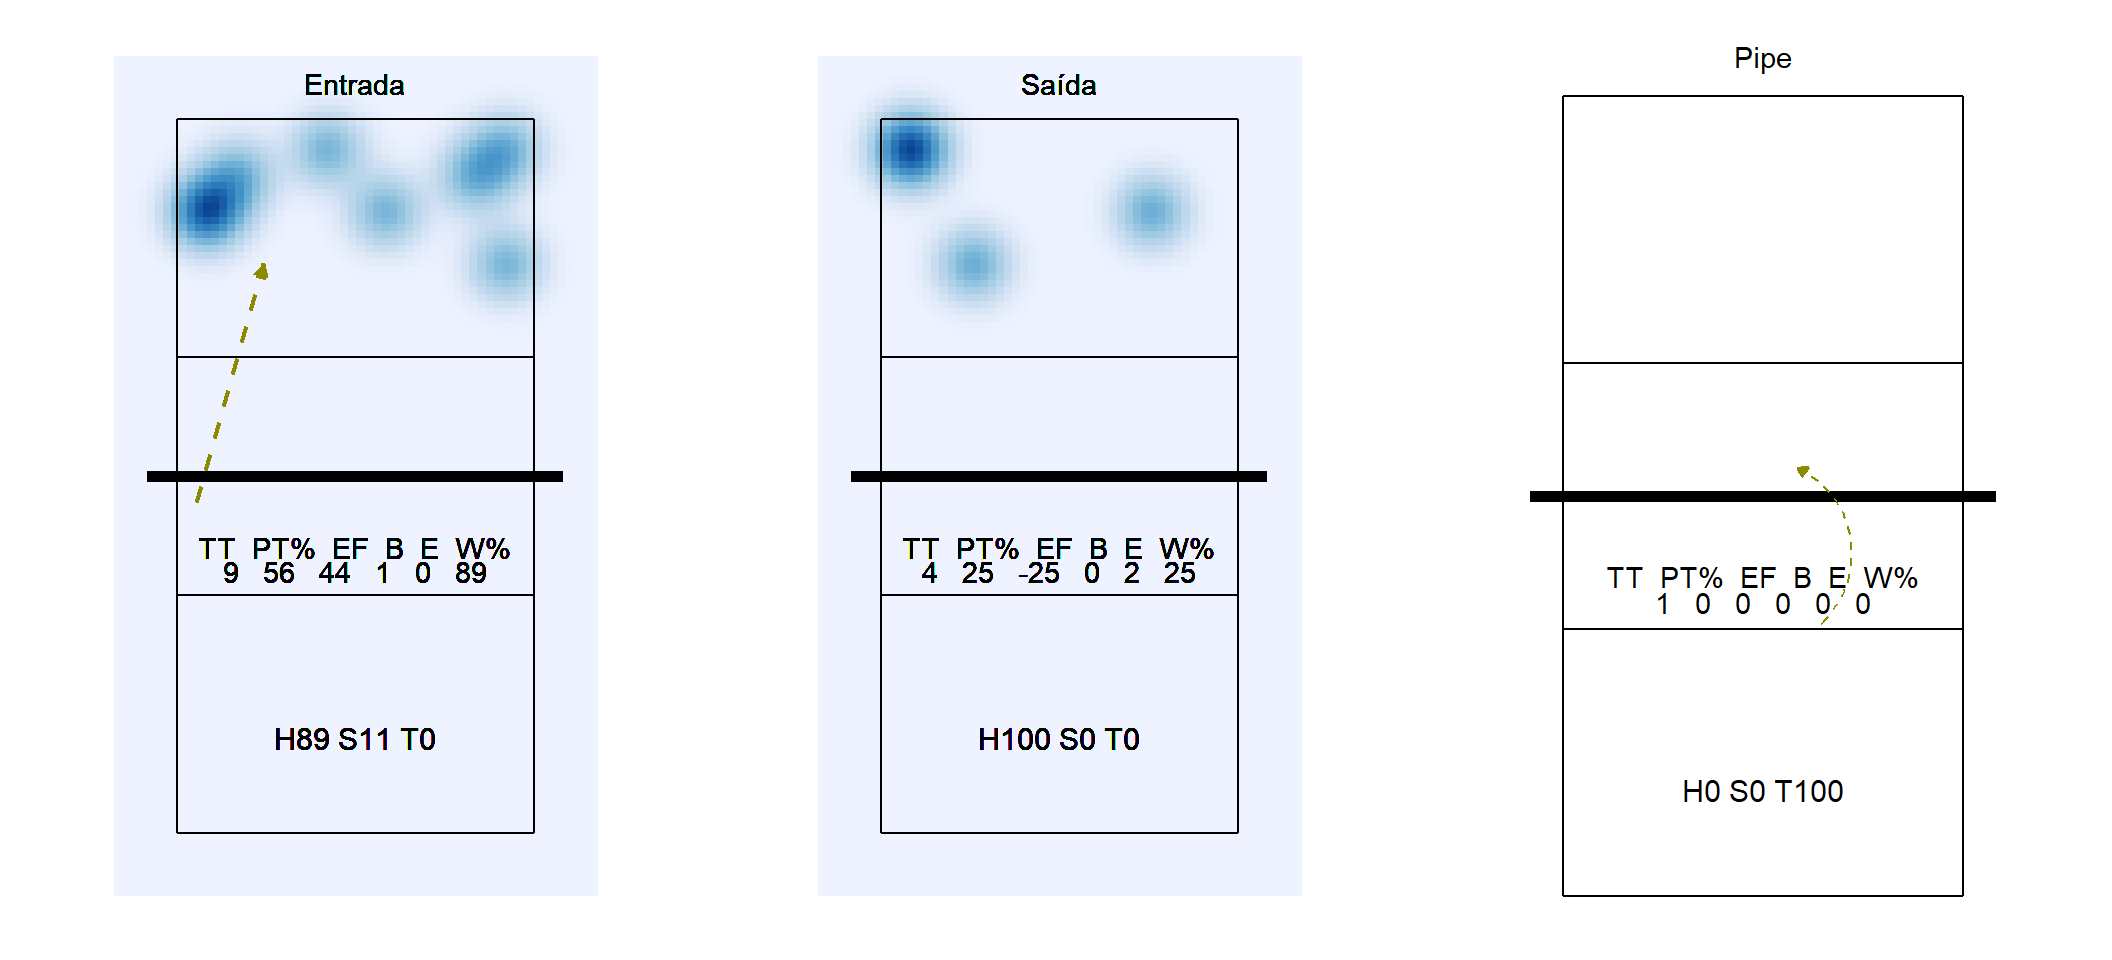 Entrada
TT PT% EF B E W%
9 56 44 1 0 89
H89 S11 T0
Saída
TT PT% EF B E W%
4 25 -25 0 2 25
H100 S0 T0
Pipe
TT PT% EF B E W%
1 0 0 0 0 0
H0 S0 T100